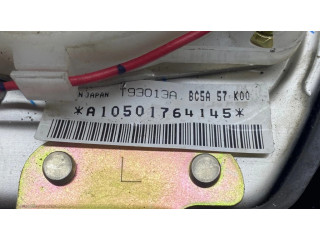 N JAPAN T93013A. BC5A 57 K00
*A10501764145*
L